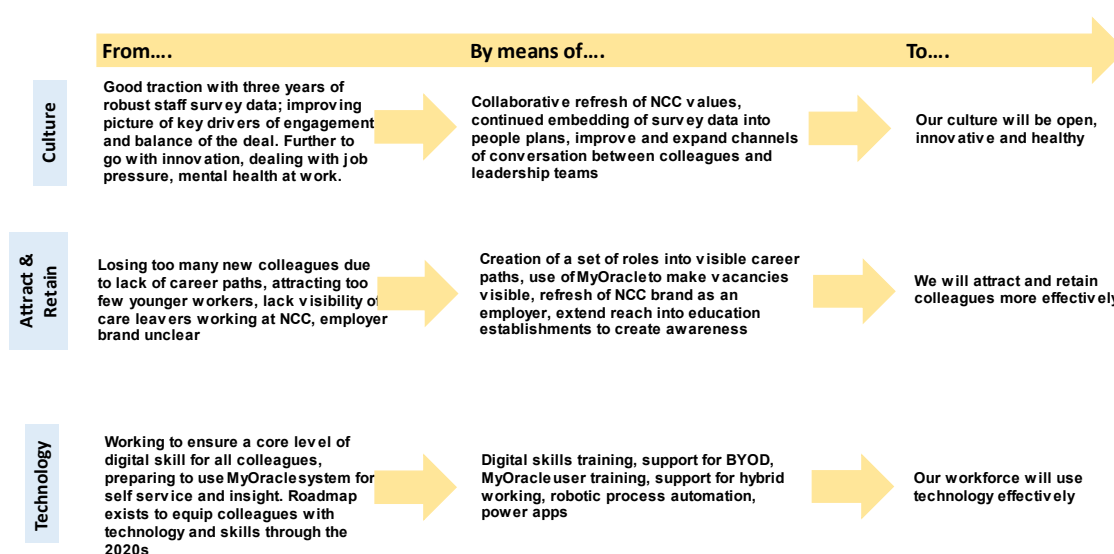 From....
By means of....
To....
Culture
Good traction with three years of
robust staff survey data; improving
picture of key drivers of engagement
and balance of the deal. Further to
go with innovation, dealing with job
pressure, mental health at work.
Collaborative refresh of NCC values,
continued embedding of survey data into
people plans, improve and expand channels
of conversation between colleagues and
leadership teams
Our culture will be open,
innovative and healthy
Attract &
Retain
Losing too many new colleagues due
to lack of career paths, attracting too
few younger workers, lack visibility of
care leavers working at NCC, employer
brand unclear
Creation of a set of roles into visible career
paths, use of MyOracle to make vacancies
visible, refresh of NCC brand as an
employer, extend reach into education
establishments to create awareness
We will attract and retain
colleagues more effectively
Technology
Working to ensure a core level of
digital skill for all colleagues,
preparing to use MyOracle system for
self service and insight. Roadmap
exists to equip colleagues with
technology and skills through the
2020s
Digital skills training, support for BYOD,
MyOracle user training, support for hybrid
working, robotic process automation,
power apps
Our workforce will use
technology effectively